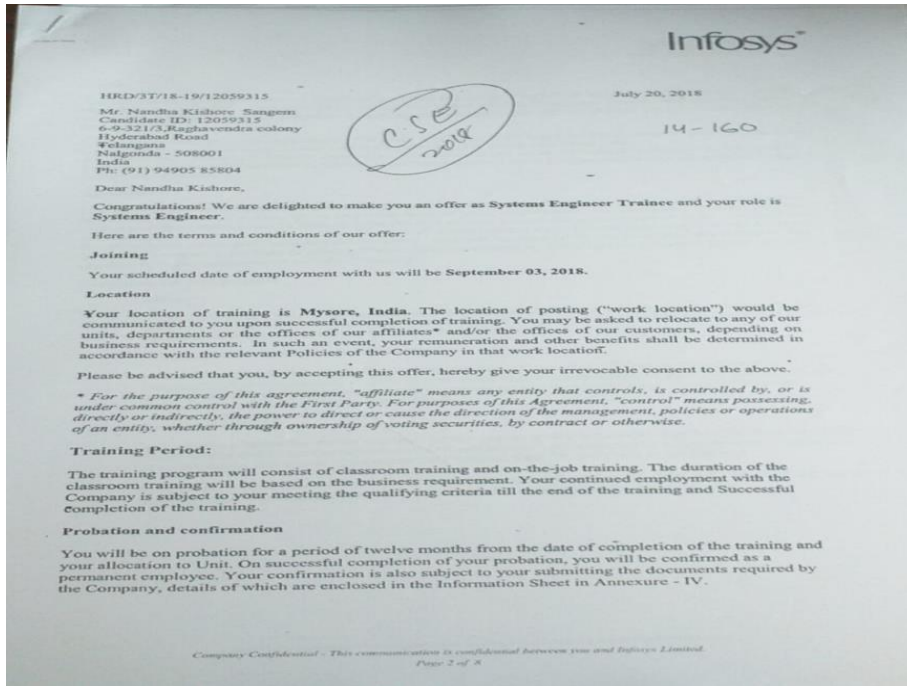 Infosys
HRD/3T/18-19/12059315
July 20, 2018
Mr. Nandha Kishore Sangem
Candidate ID: 12059315
6-9-321/3,Raghavendra colony
Hyderabad Road
Telangana
Nalgonda - 508001
India
Ph: (91) 94905 85804
C.S.E
2018
14-160
Dear Nandha Kishore,
Congratulations! We are delighted to make you an offer as Systems Engineer Trainee and your role is
Systems Engineer.
Here are the terms and conditions of our offer:
Joining
Your scheduled date of employment with us will be September 03, 2018.
Location
Your location of training is Mysore, India. The location of posting ("work location") would be
communicated to you upon successful completion of training. You may be asked to relocate to any of our
units, departments or the offices of our affiliates* and/or the offices of our customers, depending on
business requirements. In such an event, your remuneration and other benefits shall be determined in
accordance with the relevant Policies of the Company in that work location.
Please be advised that you, by accepting this offer, hereby give your irrevocable consent to the above.
* For the purpose of this agreement, "affiliate" means any entity that controls, is controlled by, or is
under common control with the First Party. For purposes of this Agreement, "control" means possessing,
directly or indirectly, the power to direct or cause the direction of the management, policies or operations
of an entity, whether through ownership of voting securities, by contract or otherwise.
Training Period:
The training program will consist of classroom training and on-the-job training. The duration of the
classroom training will be based on the business requirement. Your continued employment with the
Company is subject to your meeting the qualifying criteria till the end of the training and Successful
completion of the training.
Probation and confirmation
You will be on probation for a period of twelve months from the date of completion of the training and
your allocation to Unit. On successful completion of your probation, you will be confirmed as a
permanent employee. Your confirmation is also subject to your submitting the documents required by
the Company, details of which are enclosed in the Information Sheet in Annexure - IV.
Company Confidential - This communication is confidential between you and Infosys Limited.
Page 2 of 8